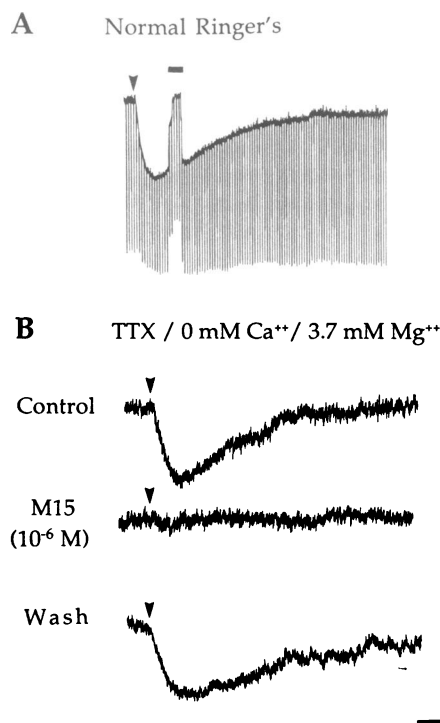 A
Normal Ringer's
B
TTX / 0 mM Ca⁺⁺/ 3.7 mM Mg⁺⁺
Control
M15
(10⁻⁶ M)
Wash